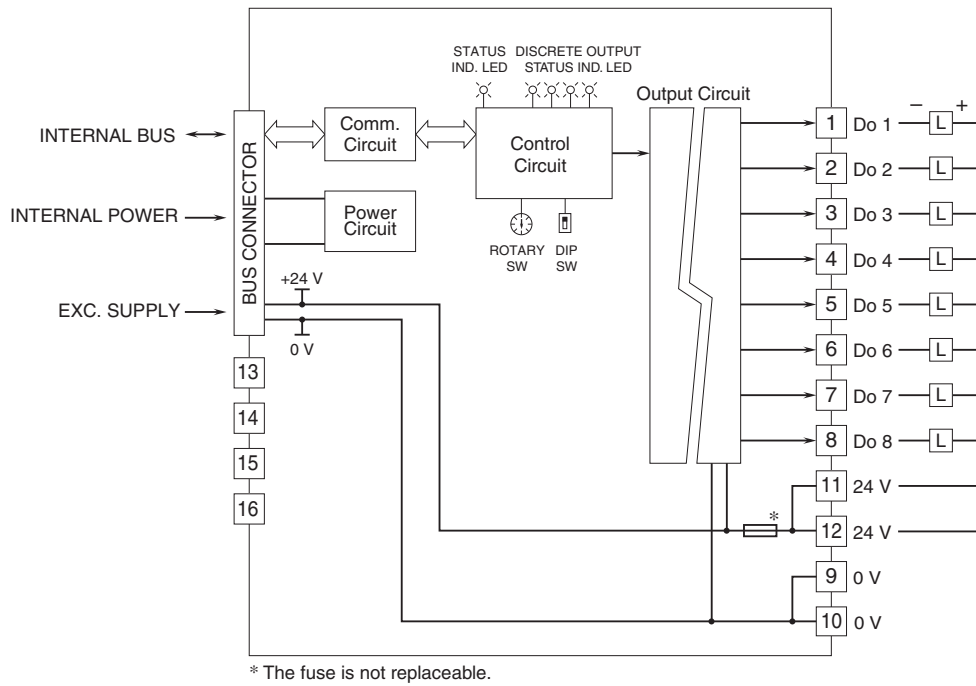 STATUS
IND. LED
DISCRETE OUTPUT
STATUS IND. LED
Output Circuit
INTERNAL BUS
BUS CONNECTOR
Comm.
Circuit
Control
Circuit
INTERNAL POWER
Power
Circuit
ROTARY
SW
DIP
SW
EXC. SUPPLY
+24 V
0 V
13
14
15
16
1 Do 1 − L +
2 Do 2 L
3 Do 3 L
4 Do 4 L
5 Do 5 L
6 Do 6 L
7 Do 7 L
8 Do 8 L
11 24 V
*
12 24 V
9 0 V
10 0 V
* The fuse is not replaceable.